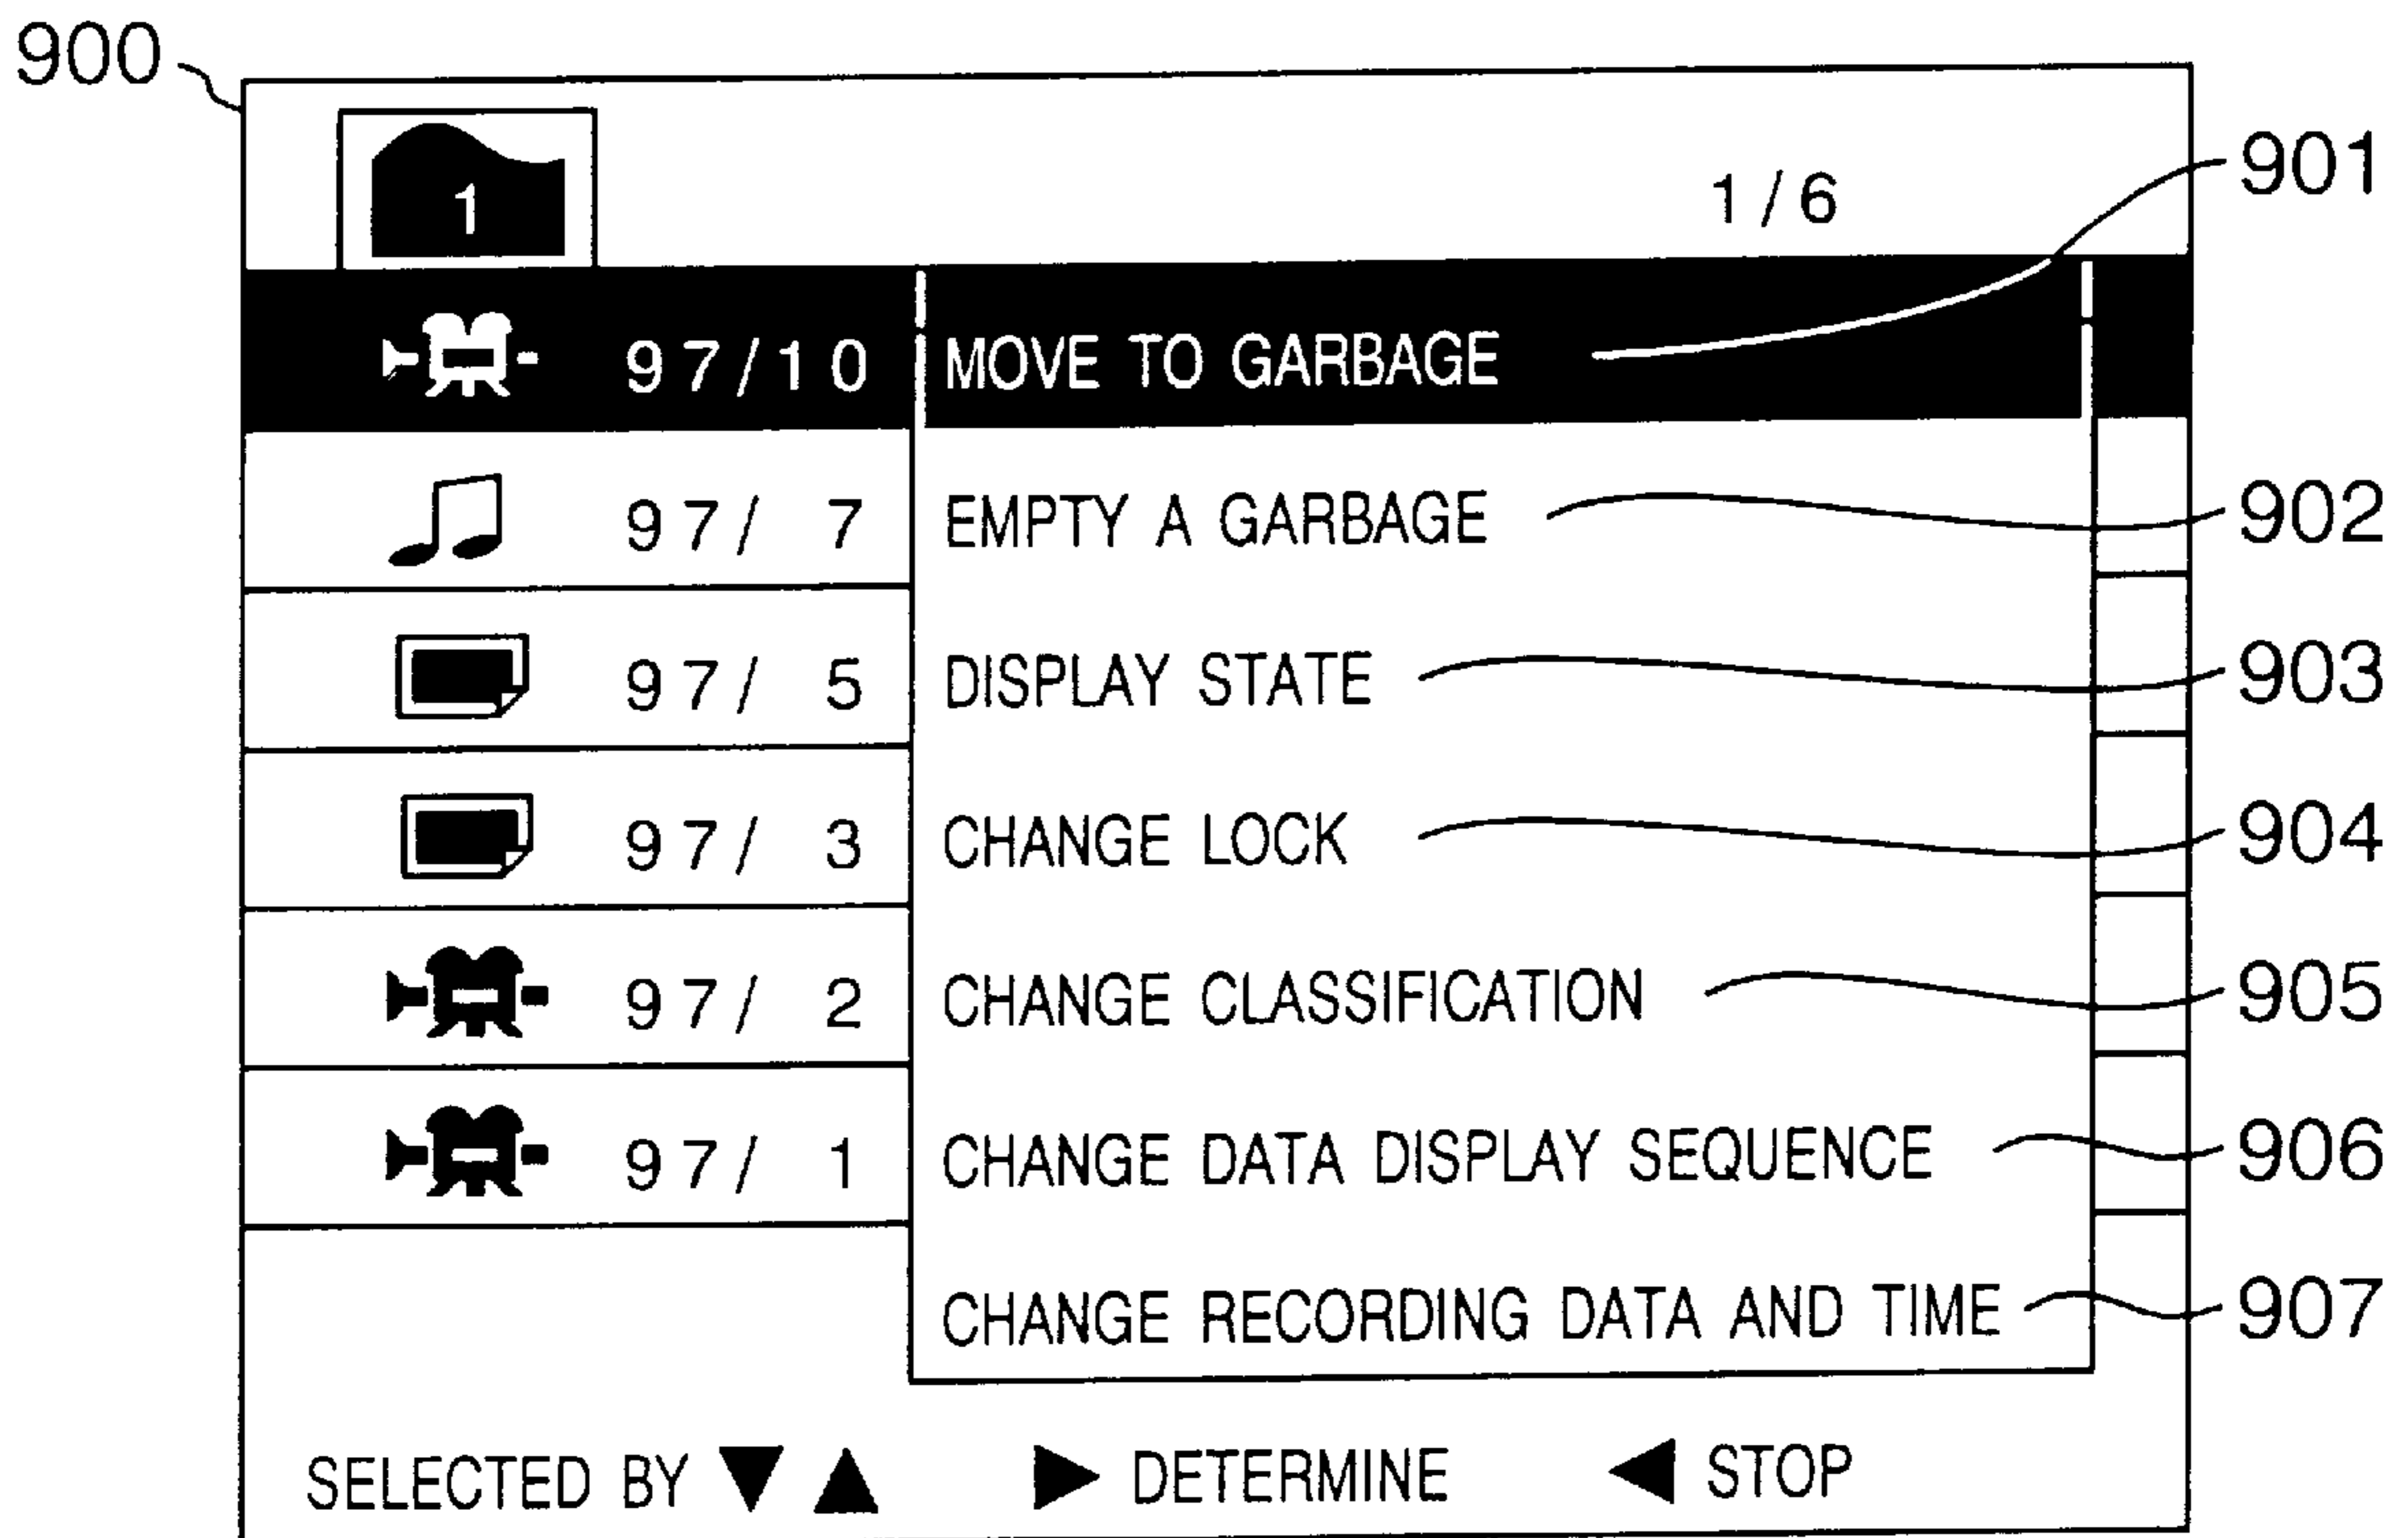 900
1
1/6
901
97/10 MOVE TO GARBAGE
97/ 7 EMPTY A GARBAGE 902
97/ 5 DISPLAY STATE 903
97/ 3 CHANGE LOCK 904
97/ 2 CHANGE CLASSIFICATION 905
97/ 1 CHANGE DATA DISPLAY SEQUENCE 906
CHANGE RECORDING DATA AND TIME 907
SELECTED BY ▼ ▲ ▶ DETERMINE ◀ STOP